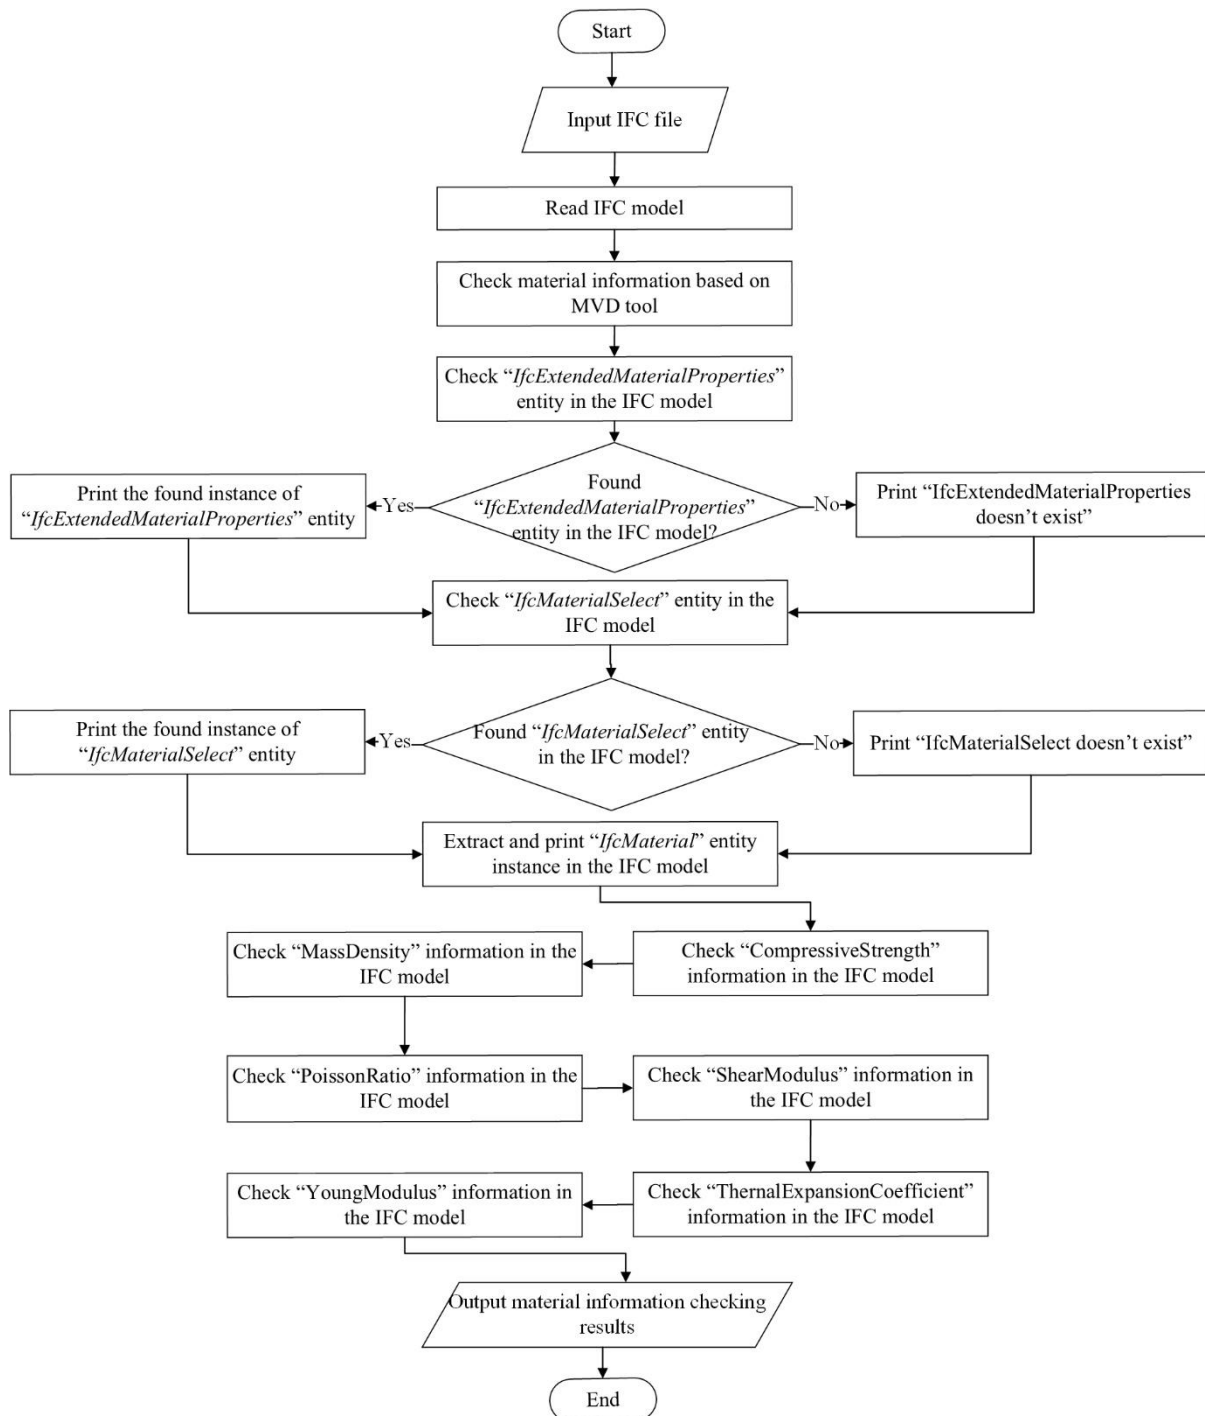 Start
Input IFC file
Read IFC model
Check material information based on
MVD tool
Check “IfcExtendedMaterialProperties”
entity in the IFC model
Found
“IfcExtendedMaterialProperties”
entity in the IFC model?
Yes
Print the found instance of
“IfcExtendedMaterialProperties” entity
No
Print “IfcExtendedMaterialProperties
doesn’t exist”
Check “IfcMaterialSelect” entity in the
IFC model
Found “IfcMaterialSelect” entity
in the IFC model?
Yes
Print the found instance of
“IfcMaterialSelect” entity
No
Print “IfcMaterialSelect doesn’t exist”
Extract and print “IfcMaterial” entity
instance in the IFC model
Check “CompressiveStrength”
information in the IFC model
Check “MassDensity” information in the
IFC model
Check “PoissonRatio” information in the
IFC model
Check “ShearModulus” information in
the IFC model
Check “ThernalExpansionCoefficient”
information in the IFC model
Check “YoungModulus” information in
the IFC model
Output material information checking
results
End